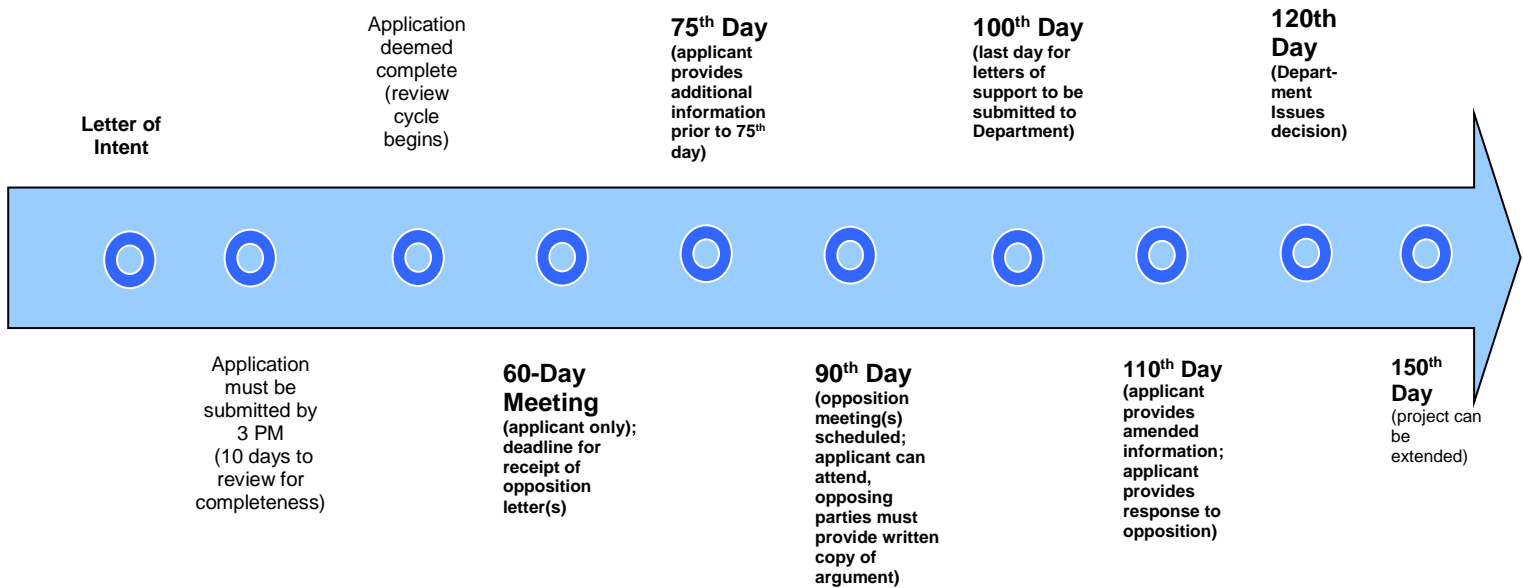 Letter of
Intent
Application
must be
submitted by
3 PM
(10 days to
review for
completeness)
Application
deemed
complete
(review
cycle
begins)
60-Day
Meeting
(applicant only);
deadline for
receipt of
opposition
letter(s)
75th Day
(applicant
provides
additional
information
prior to 75th
day)
90th Day
(opposition
meeting(s)
scheduled;
applicant can
attend,
opposing
parties must
provide written
copy of
argument)
100th Day
(last day for
letters of
support to be
submitted to
Department)
110th Day
(applicant
provides
amended
information;
applicant
provides
response to
opposition)
120th
Day
(Depart-
ment
Issues
decision)
150th
Day
(project can
be
extended)